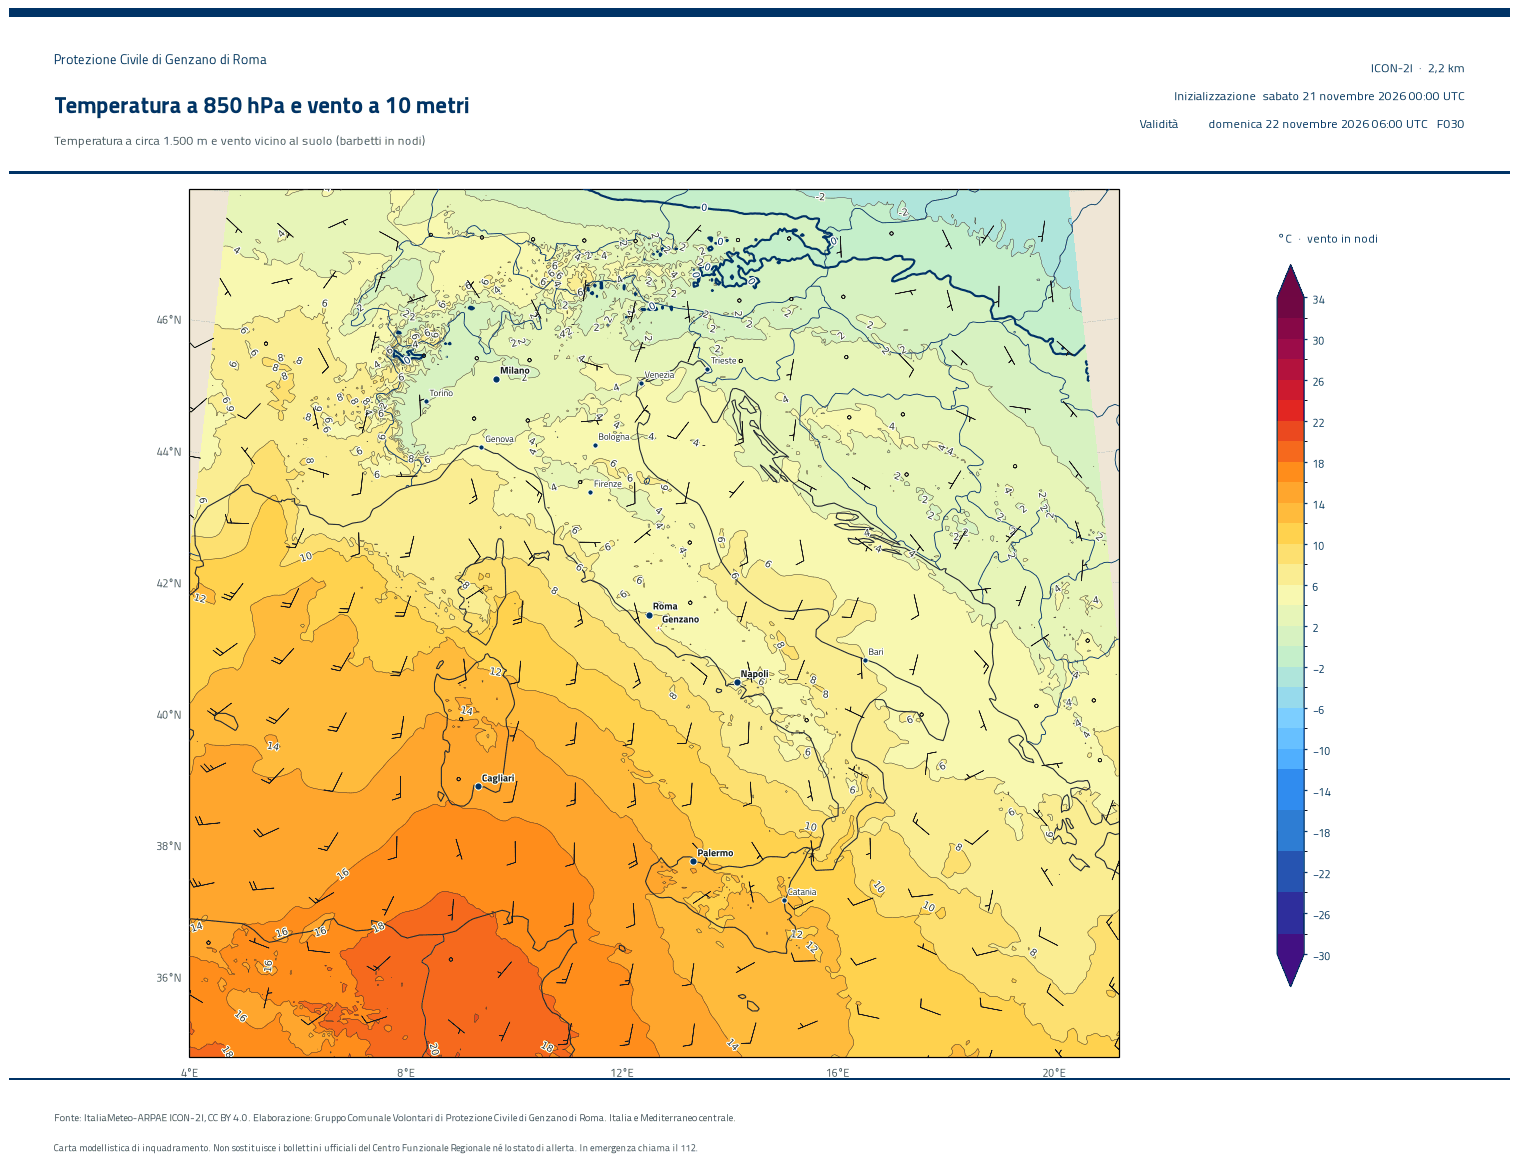 Protezione Civile di Genzano di Roma
Temperatura a 850 hPa e vento a 10 metri
Temperatura a circa 1.500 m e vento vicino al suolo (barbetti in nodi)
ICON-2I · 2,2 km
Inizializzazione sabato 21 novembre 2026 00:00 UTC
Validità domenica 22 novembre 2026 06:00 UTC F030
°C · vento in nodi
34
30
26
22
18
14
10
6
2
−2
−6
−10
−14
−18
−22
−26
−30
46°N
44°N
42°N
40°N
38°N
36°N
4°E
8°E
12°E
16°E
20°E
Milano
Torino
Venezia
Trieste
Genova
Bologna
Firenze
Roma
Genzano
Napoli
Bari
Cagliari
Palermo
Catania
Fonte: ItaliaMeteo-ARPAE ICON-2I, CC BY 4.0. Elaborazione: Gruppo Comunale Volontari di Protezione Civile di Genzano di Roma. Italia e Mediterraneo centrale.
Carta modellistica di inquadramento. Non sostituisce i bollettini ufficiali del Centro Funzionale Regionale né lo stato di allerta. In emergenza chiama il 112.